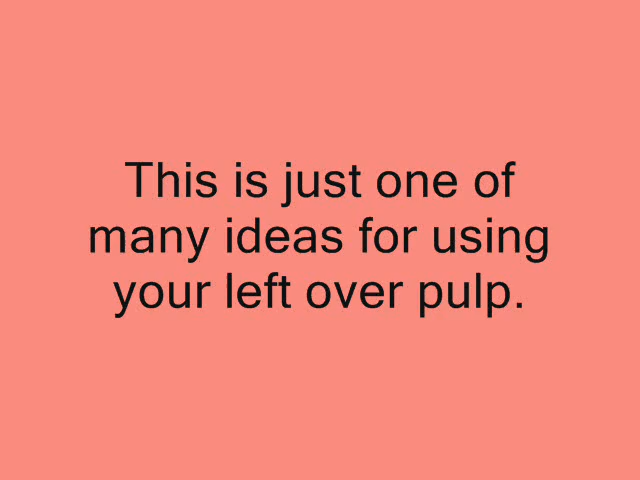 This is just one of
many ideas for using
your left over pulp.